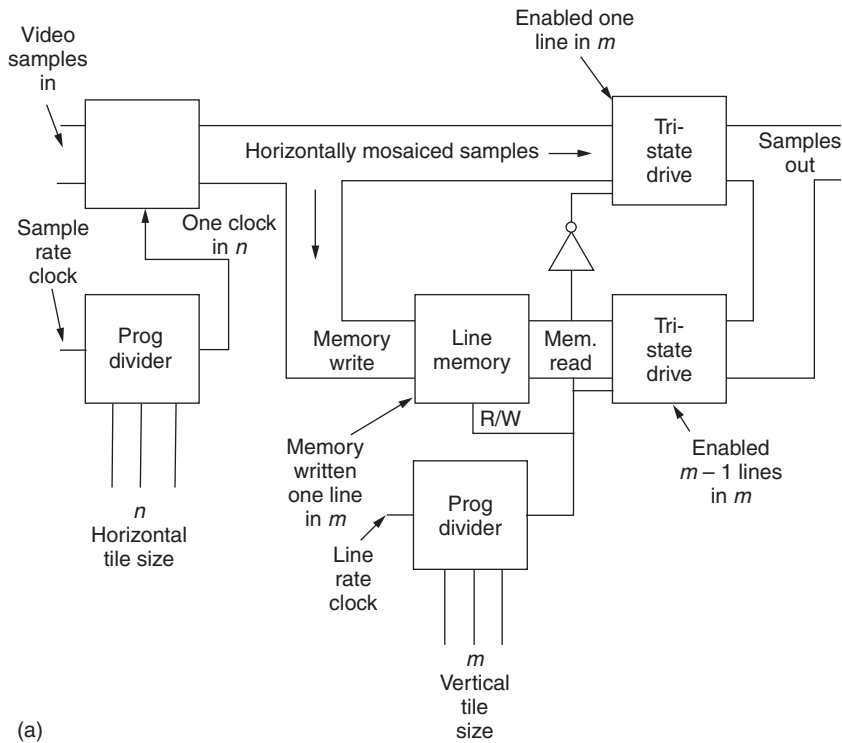 Video
samples
in
Enabled one
line in m
Tri-
state
drive
Samples
out
Horizontally mosaiced samples
Sample
rate
clock
One clock
in n
Prog
divider
Memory
write
Line
memory
Mem.
read
Tri-
state
drive
R/W
Memory
written
one line
in m
Enabled
m – 1 lines
in m
n
Horizontal
tile size
Prog
divider
Line
rate
clock
m
Vertical
tile
size
(a)